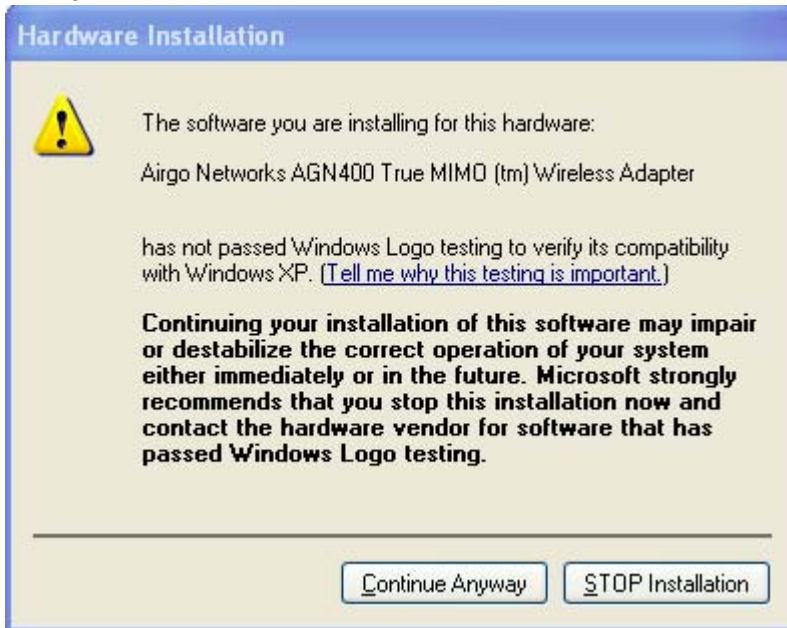 Hardware Installation
The software you are installing for this hardware:
Airgo Networks AGN400 True MIMO (tm) Wireless Adapter
has not passed Windows Logo testing to verify its compatibility
with Windows XP. (Tell me why this testing is important.)
Continuing your installation of this software may impair
or destabilize the correct operation of your system
either immediately or in the future. Microsoft strongly
recommends that you stop this installation now and
contact the hardware vendor for software that has
passed Windows Logo testing.
Continue Anyway
STOP Installation